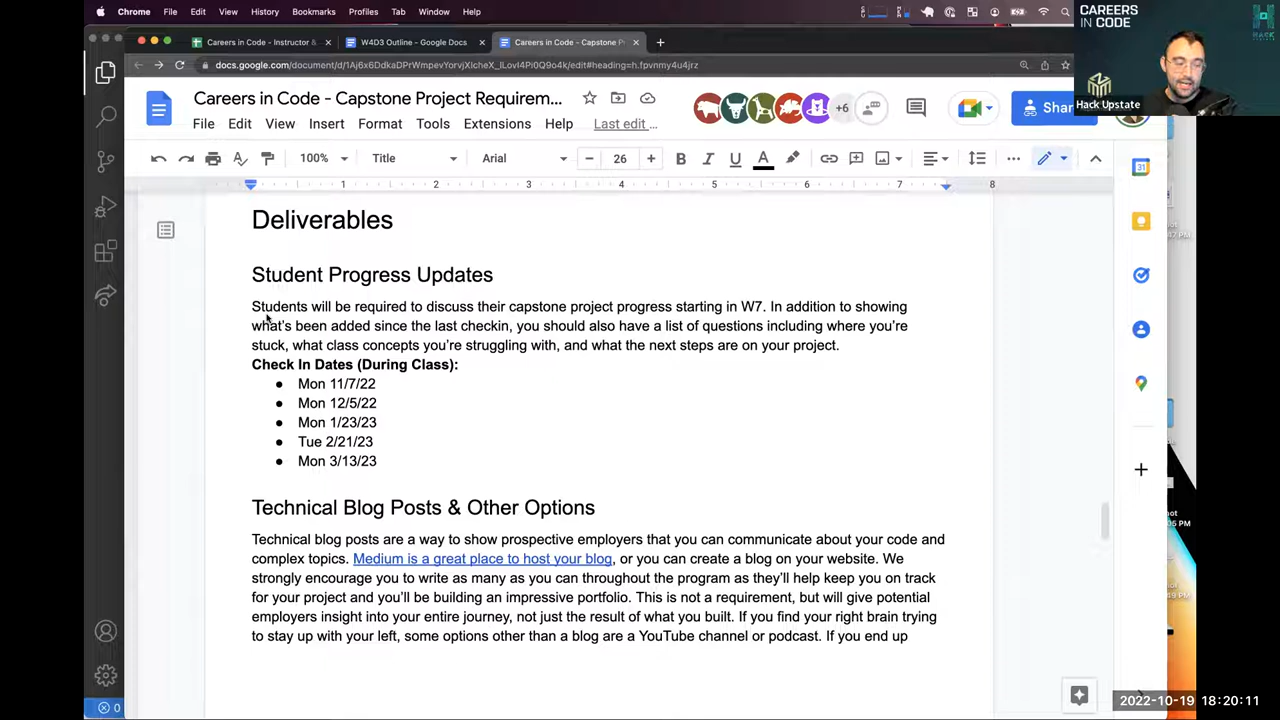 Chrome File Edit View History Bookmarks Profiles Tab Window Help
CAREERS
IN CODE
HACK
UPSTATE
Hack Upstate
Careers in Code - Instructor &
W4D3 Outline - Google Docs
Careers in Code - Capstone P
Careers in Code - Capstone Project Requirem...
+6
Shar
File Edit View Insert Format Tools Extensions Help Last edit ...
100% Title Arial 26 B I U A
1 2 3 4 5 6 7 8
31
Deliverables
Student Progress Updates
Students will be required to discuss their capstone project progress starting in W7. In addition to showing
what's been added since the last checkin, you should also have a list of questions including where you're
stuck, what class concepts you're struggling with, and what the next steps are on your project.
Check In Dates (During Class):
● Mon 11/7/22
● Mon 12/5/22
● Mon 1/23/23
● Tue 2/21/23
● Mon 3/13/23
Technical Blog Posts & Other Options
Technical blog posts are a way to show prospective employers that you can communicate about your code and
complex topics. Medium is a great place to host your blog, or you can create a blog on your website. We
strongly encourage you to write as many as you can throughout the program as they'll help keep you on track
for your project and you'll be building an impressive portfolio. This is not a requirement, but will give potential
employers insight into your entire journey, not just the result of what you built. If you find your right brain trying
to stay up with your left, some options other than a blog are a YouTube channel or podcast. If you end up
0
2022-10-19 18:20:11